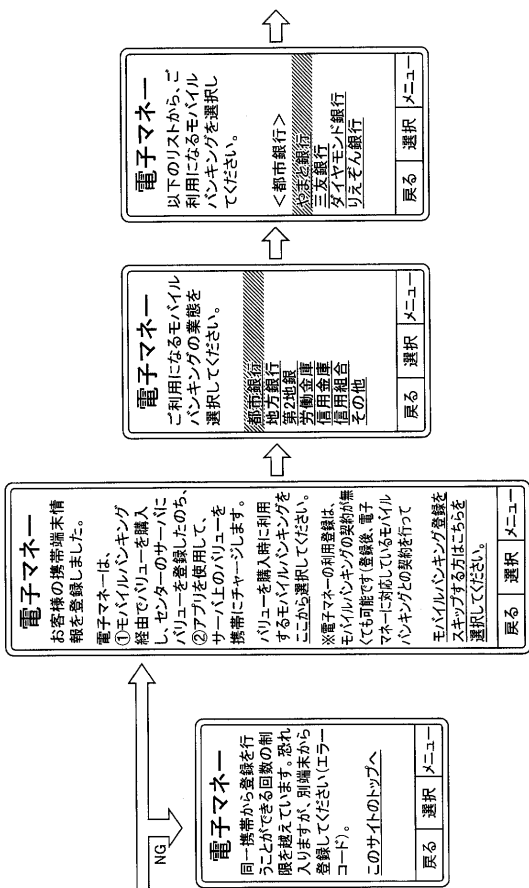 NG
電子マネー
同一携帯から登録を行
うことができる回数の制
限を越えています。恐れ
入りますが、別端末から
登録してください(エラー
コード)。
このサイトのトップへ
戻る 選択 メニュー
電子マネー
お客様の携帯端末情
報を登録しました。
電子マネーは、
①モバイルバンキング
経由でバリューを購入
し、センターのサーバに
バリューを登録したのち、
②アプリを使用して、
サーバ上のバリューを
携帯にチャージします。
バリューを購入時に利用
するモバイルバンキングを
ここから選択してください。
※電子マネーの利用登録は、
モバイルバンキングの契約が無
くても可能です(登録後、電子
マネーに対応しているモバイル
バンキングとの契約を行って
モバイルバンキング登録を
スキップする方はこちらを
選択してください。
戻る 選択 メニュー
電子マネー
ご利用になるモバイル
バンキングの業態を
選択してください。
都市銀行
地方銀行
第2地銀
労働金庫
信用金庫
信用組合
その他
戻る 選択 メニュー
電子マネー
以下のリストから、ご
利用になるモバイル
バンキングを選択し
てください。
<都市銀行>
やまと銀行
三友銀行
ダイヤモンド銀行
りえぞん銀行
戻る 選択 メニュー